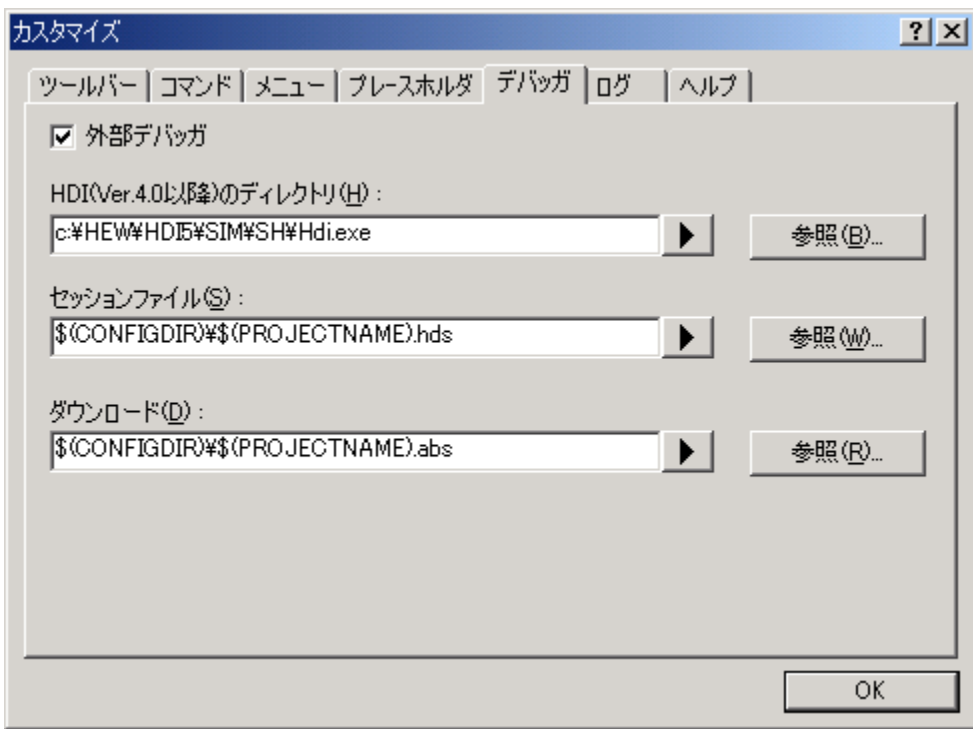 カスタマイズ
ツールバー コマンド メニュー プレースホルダ デバッガ ログ ヘルプ
外部デバッガ
HDI(Ver.4.0以降)のディレクトリ(H) :
c:¥HEW¥HDI5¥SIM¥SH¥Hdi.exe 参照(B)...
セッションファイル(S) :
$(CONFIGDIR)¥$(PROJECTNAME).hds 参照(W)...
ダウンロード(D) :
$(CONFIGDIR)¥$(PROJECTNAME).abs 参照(R)...
OK